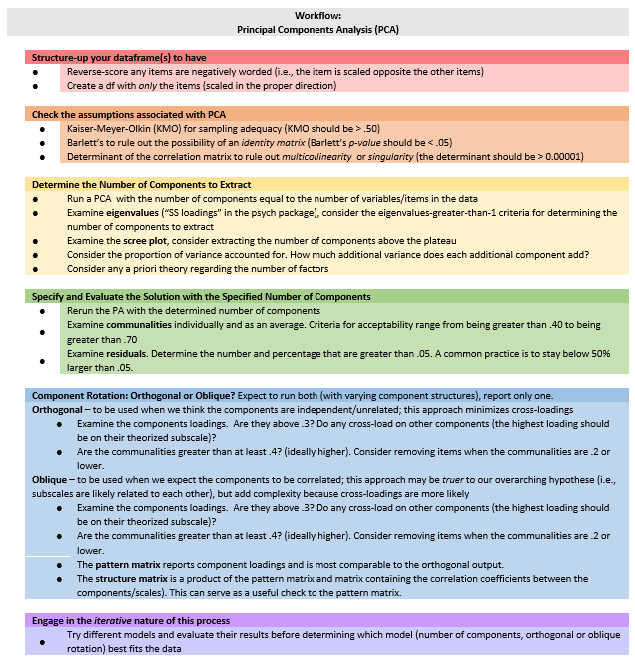 Workflow:
Principal Components Analysis (PCA)
Structure-up your dataframe(s) to have
● Reverse-score any items are negatively worded (i.e., the item is scaled opposite the other items)
● Create a df with only the items (scaled in the proper direction)
Check the assumptions associated with PCA
● Kaiser-Meyer-Olkin (KMO) for sampling adequacy (KMO should be > .50)
● Barlett's to rule out the possibility of an identity matrix (Barlett's p-value should be < .05)
● Determinant of the correlation matrix to rule out multicolinearity or singularity (the determinant should be > 0.00001)
Determine the Number of Components to Extract
● Run a PCA with the number of components equal to the number of variables/items in the data
● Examine eigenvalues ("SS loadings" in the psych package), consider the eigenvalues-greater-than-1 criteria for determining the
number of components to extract
● Examine the scree plot, consider extracting the number of components above the plateau
● Consider the proportion of variance accounted for. How much additional variance does each additional component add?
● Consider any a priori theory regarding the number of factors
Specify and Evaluate the Solution with the Specified Number of Components
● Rerun the PA with the determined number of components
● Examine communalities individually and as an average. Criteria for acceptability range from being greater than .40 to being
greater than .70
● Examine residuals. Determine the number and percentage that are greater than .05. A common practice is to stay below 50%
larger than .05.
Component Rotation: Orthogonal or Oblique? Expect to run both (with varying component structures), report only one.
Orthogonal – to be used when we think the components are independent/unrelated; this approach minimizes cross-loadings
● Examine the components loadings. Are they above .3? Do any cross-load on other components (the highest loading should
be on their theorized subscale)?
● Are the communalities greater than at least .4? (ideally higher). Consider removing items when the communalities are .2 or
lower.
Oblique – to be used when we expect the components to be correlated; this approach may be truer to our overarching hypothese (i.e.,
subscales are likely related to each other), but add complexity because cross-loadings are more likely
● Examine the components loadings. Are they above .3? Do any cross-load on other components (the highest loading should
be on their theorized subscale)?
● Are the communalities greater than at least .4? (ideally higher). Consider removing items when the communalities are .2 or
lower.
● The pattern matrix reports component loadings and is most comparable to the orthogonal output.
● The structure matrix is a product of the pattern matrix and matrix containing the correlation coefficients between the
components/scales). This can serve as a useful check to the pattern matrix.
Engage in the iterative nature of this process
● Try different models and evaluate their results before determining which model (number of components, orthogonal or oblique
rotation) best fits the data